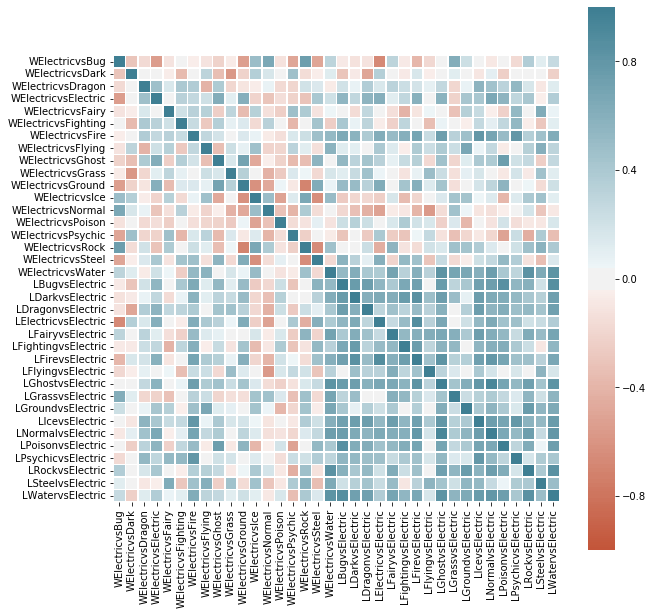 WElectricvsBug
WElectricvsDark
WElectricvsDragon
WElectricvsElectric
WElectricvsFairy
WElectricvsFighting
WElectricvsFire
WElectricvsFlying
WElectricvsGhost
WElectricvsGrass
WElectricvsGround
WElectricvsIce
WElectricvsNormal
WElectricvsPoison
WElectricvsPsychic
WElectricvsRock
WElectricvsSteel
WElectricvsWater
LBugvsElectric
LDarkvsElectric
LDragonvsElectric
LElectricvsElectric
LFairyvsElectric
LFightingvsElectric
LFirevsElectric
LFlyingvsElectric
LGhostvsElectric
LGrassvsElectric
LGroundvsElectric
LIcevsElectric
LNormalvsElectric
LPoisonvsElectric
LPsychicvsElectric
LRockvsElectric
LSteelvsElectric
LWatervsElectric
WElectricvsBug
WElectricvsDark
WElectricvsDragon
WElectricvsElectric
WElectricvsFairy
WElectricvsFighting
WElectricvsFire
WElectricvsFlying
WElectricvsGhost
WElectricvsGrass
WElectricvsGround
WElectricvsIce
WElectricvsNormal
WElectricvsPoison
WElectricvsPsychic
WElectricvsRock
WElectricvsSteel
WElectricvsWater
LBugvsElectric
LDarkvsElectric
LDragonvsElectric
LElectricvsElectric
LFairyvsElectric
LFightingvsElectric
LFirevsElectric
LFlyingvsElectric
LGhostvsElectric
LGrassvsElectric
LGroundvsElectric
LIcevsElectric
LNormalvsElectric
LPoisonvsElectric
LPsychicvsElectric
LRockvsElectric
LSteelvsElectric
LWatervsElectric
0.8
0.4
0.0
−0.4
−0.8